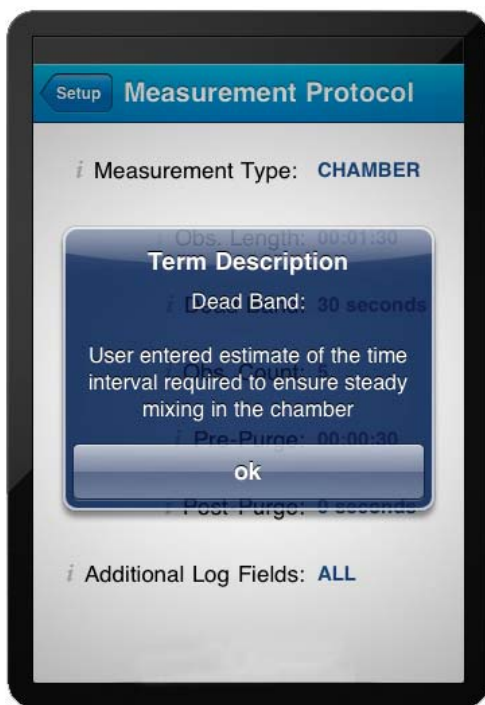 Setup
Measurement Protocol
i Measurement Type: CHAMBER
Obs. Length: 00:01:30
Term Description
i Dead Band: 30 seconds
Dead Band:
User entered estimate of the time
interval required to ensure steady
Obs. Count: 5
mixing in the chamber
i Pre-Purge: 00:00:30
ok
Post Purge: 0 seconds
i Additional Log Fields: ALL